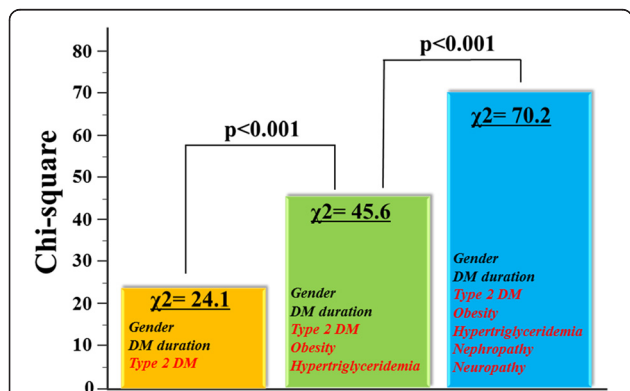 80
70
60
50
40
30
20
10
0
Chi-square
p<0.001
p<0.001
χ2= 24.1
Gender
DM duration
Type 2 DM
χ2= 45.6
Gender
DM duration
Type 2 DM
Obesity
Hypertriglyceridemia
χ2= 70.2
Gender
DM duration
Type 2 DM
Obesity
Hypertriglyceridemia
Nephropathy
Neuropathy